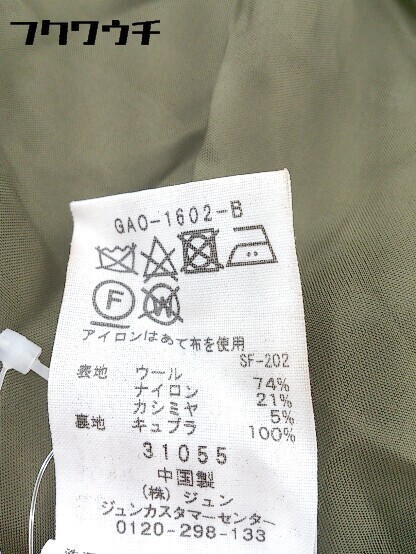 フクワウチ
GAO-1602-B
F W
アイロンはあて布を使用
SF-202
表地 ウール 74%
ナイロン 21%
カシミヤ 5%
裏地 キュプラ 100%
31055
中国製
(株)ジュン
ジュンカスタマーセンター
0120-298-133